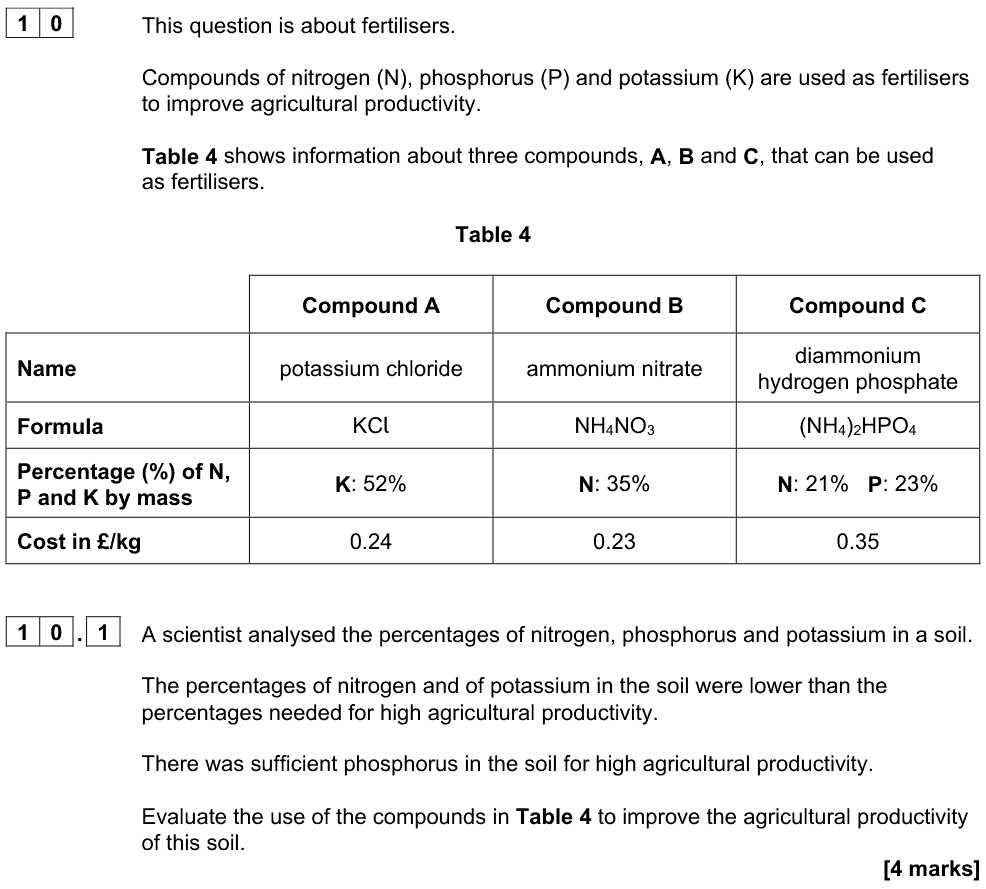 1 0 This question is about fertilisers.
Compounds of nitrogen (N), phosphorus (P) and potassium (K) are used as fertilisers
to improve agricultural productivity.
Table 4 shows information about three compounds, A, B and C, that can be used
as fertilisers.
Table 4
Compound A Compound B Compound C
Name potassium chloride ammonium nitrate diammonium
hydrogen phosphate
Formula KCl NH₄NO₃ (NH₄)₂HPO₄
Percentage (%) of N,
P and K by mass K: 52% N: 35% N: 21% P: 23%
Cost in £/kg 0.24 0.23 0.35
1 0 . 1 A scientist analysed the percentages of nitrogen, phosphorus and potassium in a soil.
The percentages of nitrogen and of potassium in the soil were lower than the
percentages needed for high agricultural productivity.
There was sufficient phosphorus in the soil for high agricultural productivity.
Evaluate the use of the compounds in Table 4 to improve the agricultural productivity
of this soil.
[4 marks]